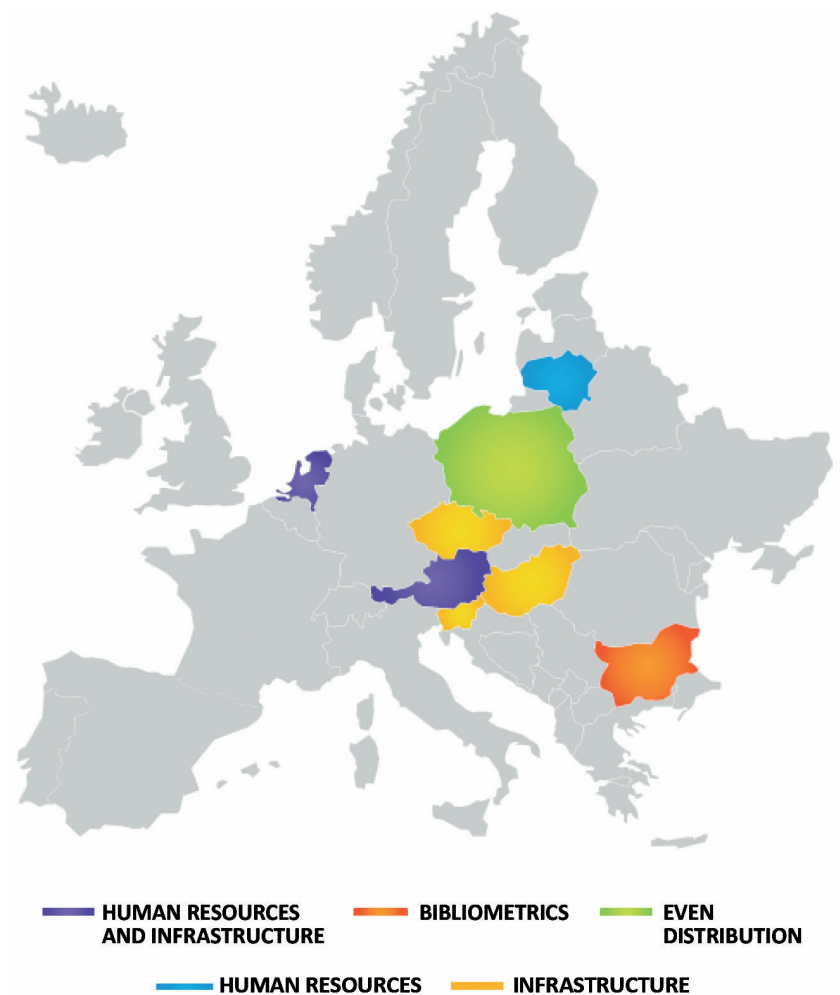 HUMAN RESOURCES
AND INFRASTRUCTURE
BIBLIOMETRICS
EVEN
DISTRIBUTION
HUMAN RESOURCES
INFRASTRUCTURE